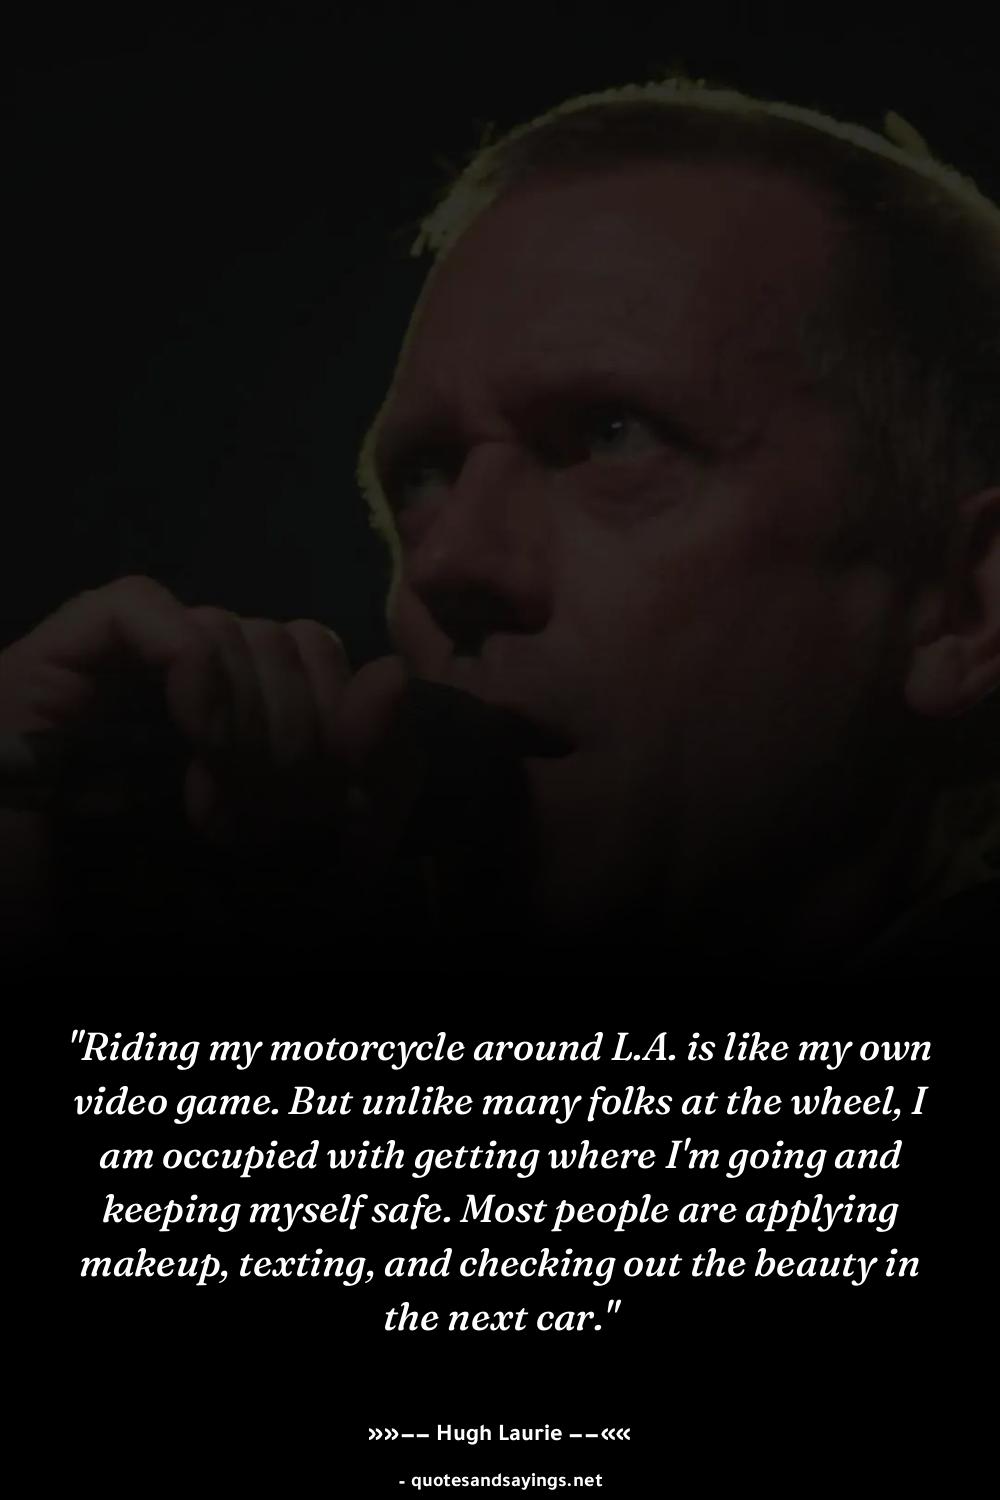 "Riding my motorcycle around L.A. is like my own
video game. But unlike many folks at the wheel, I
am occupied with getting where I'm going and
keeping myself safe. Most people are applying
makeup, texting, and checking out the beauty in
the next car."
»»–– Hugh Laurie ––««
- quotesandsayings.net